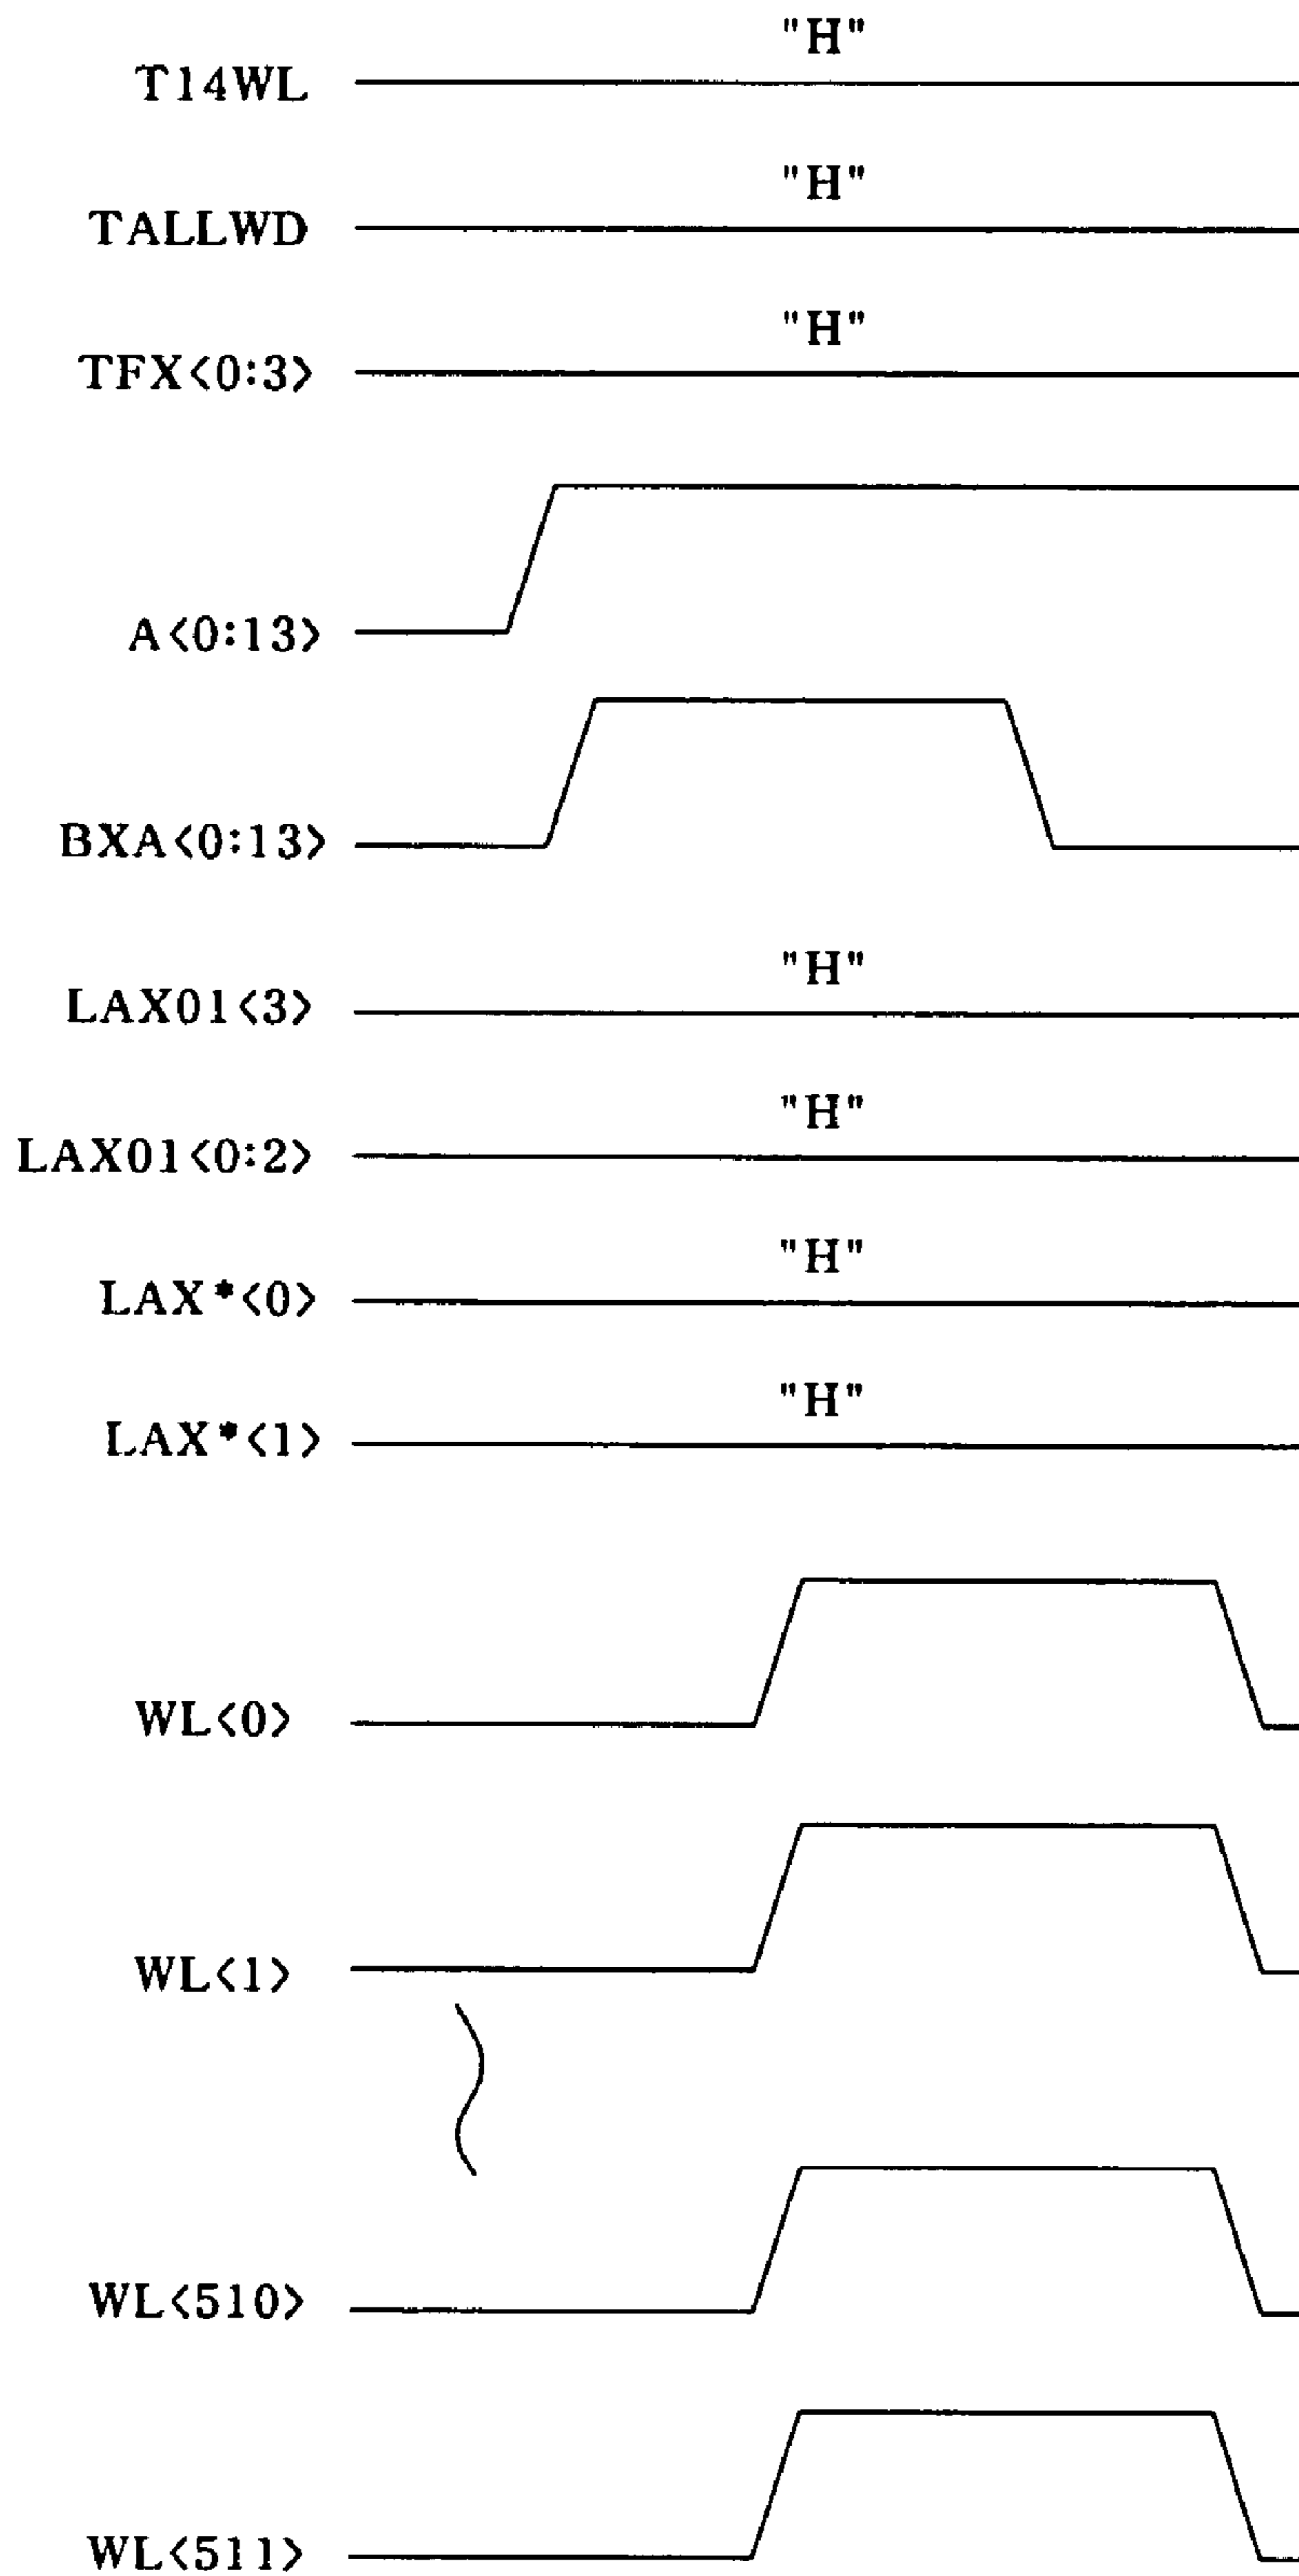 "H"
T14WL
"H"
TALLWD
"H"
TFX<0:3>
A<0:13>
BXA<0:13>
"H"
LAX01<3>
"H"
LAX01<0:2>
"H"
LAX*<0>
"H"
LAX*<1>
WL<0>
WL<1>
WL<510>
WL<511>